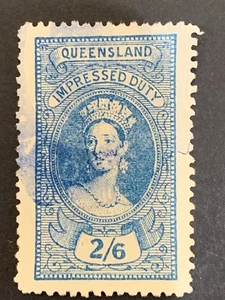 QUEENSLAND
IMPRESSED DUTY
2/6